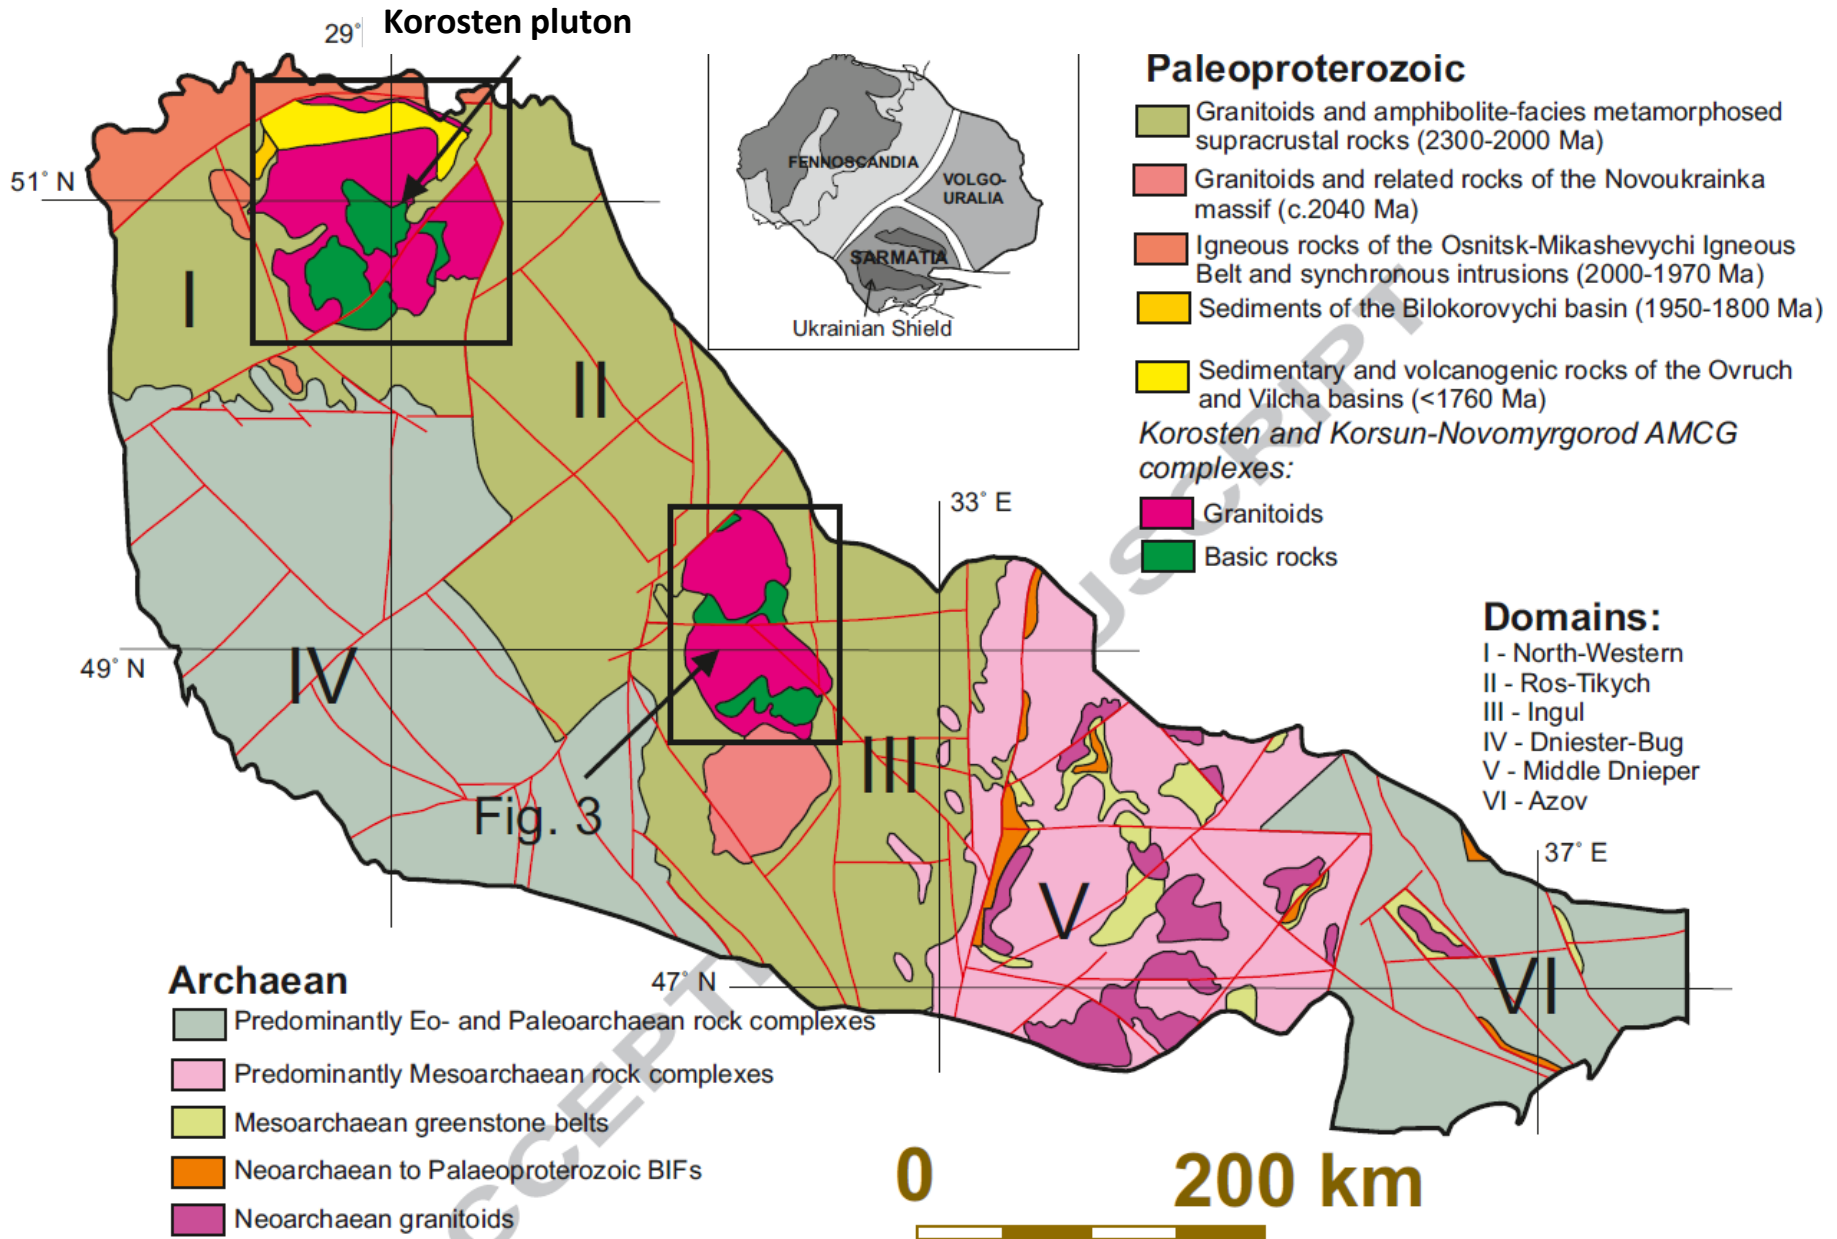 Korosten pluton
29°
51° N
I
II
FENNOSCANDIA
VOLGO-
URALIA
SARMATIA
Ukrainian Shield
Paleoproterozoic
Granitoids and amphibolite-facies metamorphosed
supracrustal rocks (2300-2000 Ma)
Granitoids and related rocks of the Novoukrainka
massif (c.2040 Ma)
Igneous rocks of the Osnitsk-Mikashevychi Igneous
Belt and synchronous intrusions (2000-1970 Ma)
Sediments of the Bilokorovychi basin (1950-1800 Ma)
Sedimentary and volcanogenic rocks of the Ovruch
and Vilcha basins (<1760 Ma)
Korosten and Korsun-Novomyrgorod AMCG
complexes:
Granitoids
Basic rocks
33° E
49° N
IV
III
Fig. 3
V
VI
Domains:
I - North-Western
II - Ros-Tikych
III - Ingul
IV - Dniester-Bug
V - Middle Dnieper
VI - Azov
37° E
47° N
Archaean
Predominantly Eo- and Paleoarchaean rock complexes
Predominantly Mesoarchaean rock complexes
Mesoarchaean greenstone belts
Neoarchaean to Palaeoproterozoic BIFs
Neoarchaean granitoids
0 200 km
CCEPT
USCRIPT